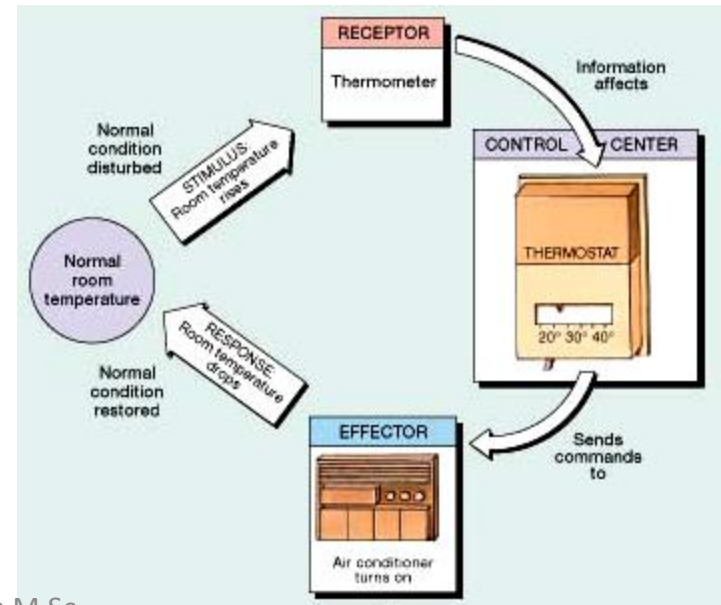 RECEPTOR
Thermometer
Information
affects
CONTROL CENTER
THERMOSTAT
20° 30° 40°
Sends
commands
to
EFFECTOR
Air conditioner
turns on
RESPONSE:
Room temperature
drops
Normal
condition
restored
Normal
room
temperature
Normal
condition
disturbed
STIMULUS:
Room temperature
rises
M.Sc